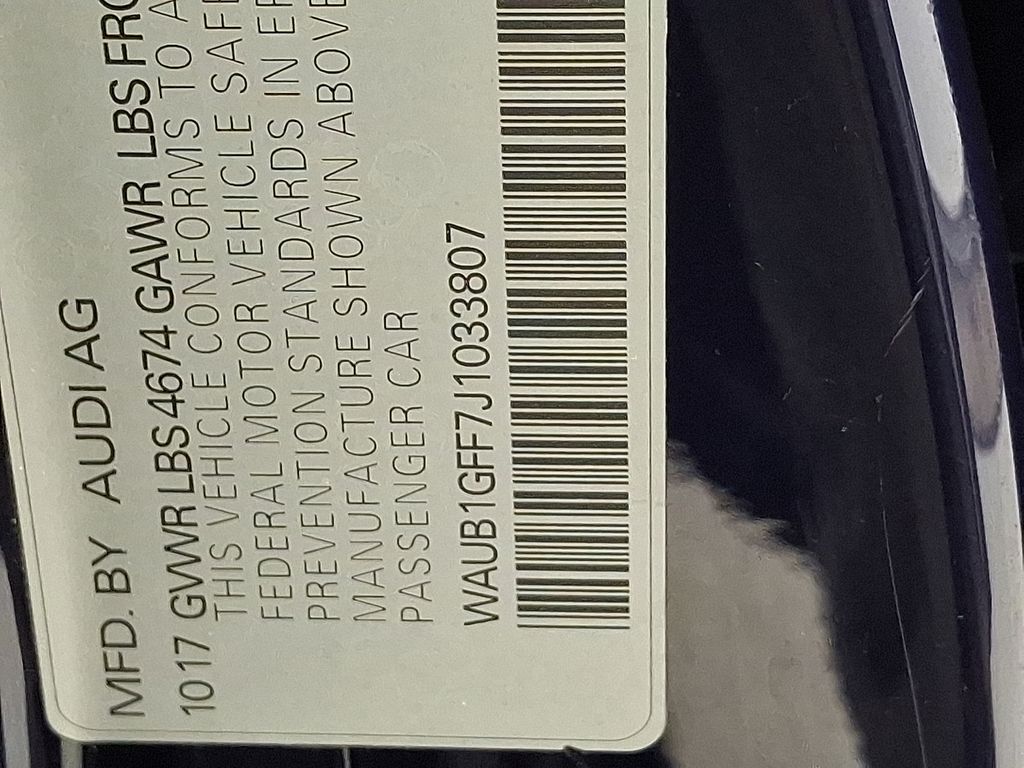 MFD. BY AUDI AG
1017 GVWR LBS 4674 GAWR LBS FRO
THIS VEHICLE CONFORMS TO A
FEDERAL MOTOR VEHICLE SAFE
PREVENTION STANDARDS IN EF
MANUFACTURE SHOWN ABOVE
PASSENGER CAR
WAUB1GFF7J1033807